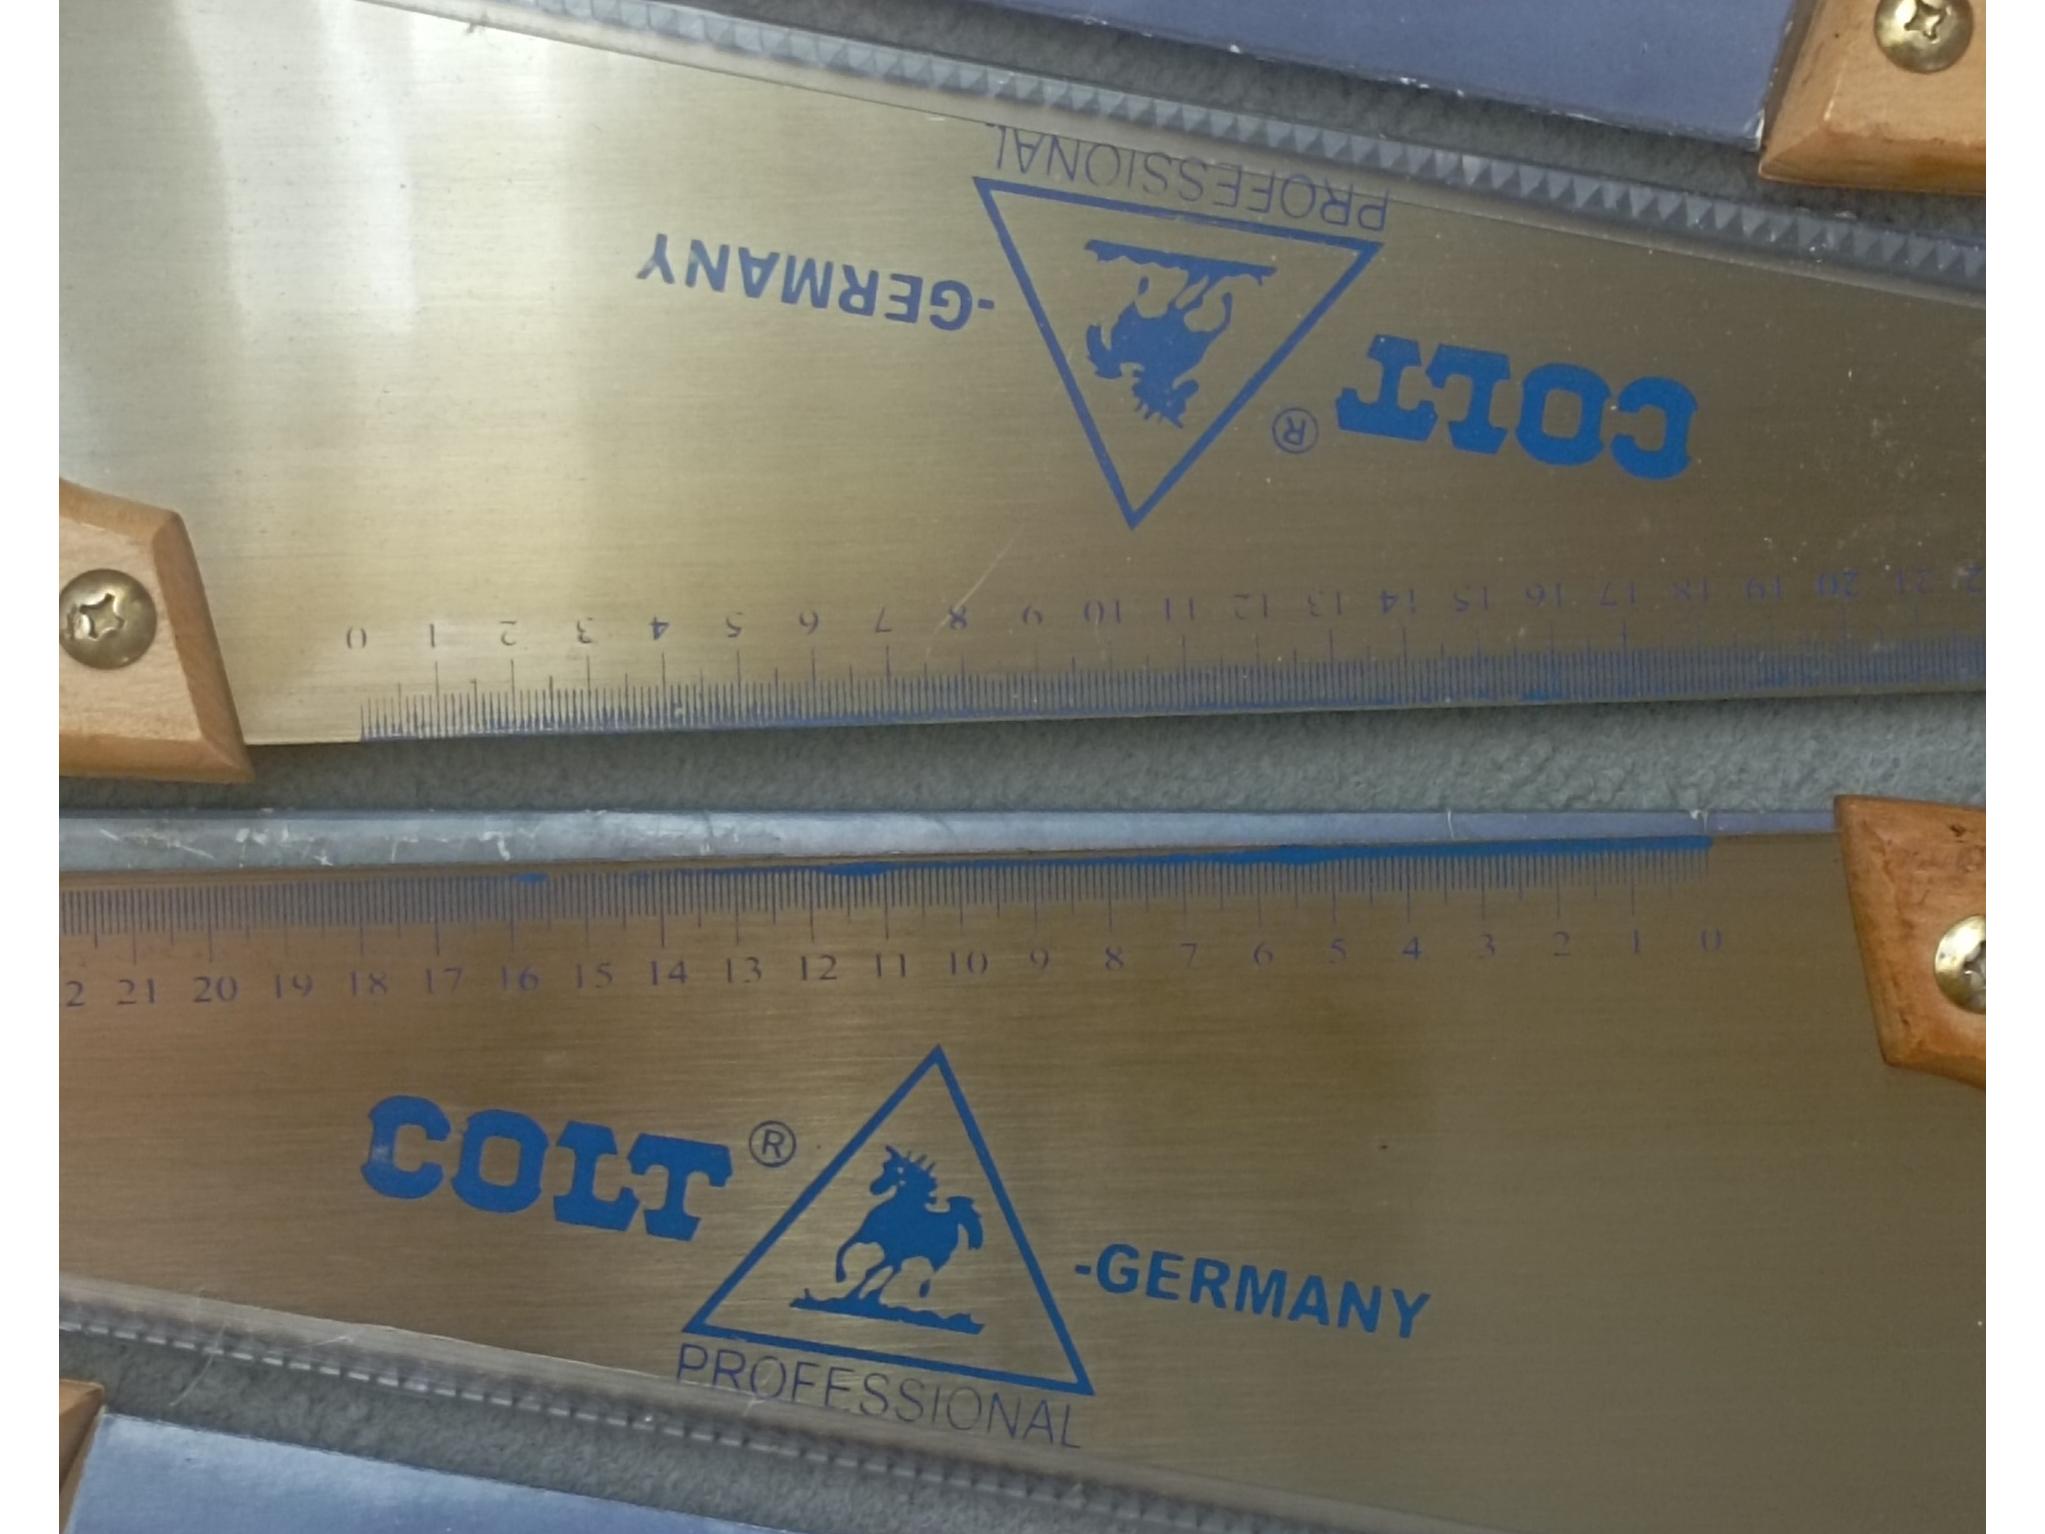 PROFESSIONAL
-GERMANY
COLT ®
0 1 2 3 4 5 6 7 8 9 10 11 12 13 14 15 16 17 18 19 20 21 2
2 21 20 19 18 17 16 15 14 13 12 11 10 9 8 7 6 5 4 3 2 1 0
COLT ® -GERMANY
PROFESSIONAL